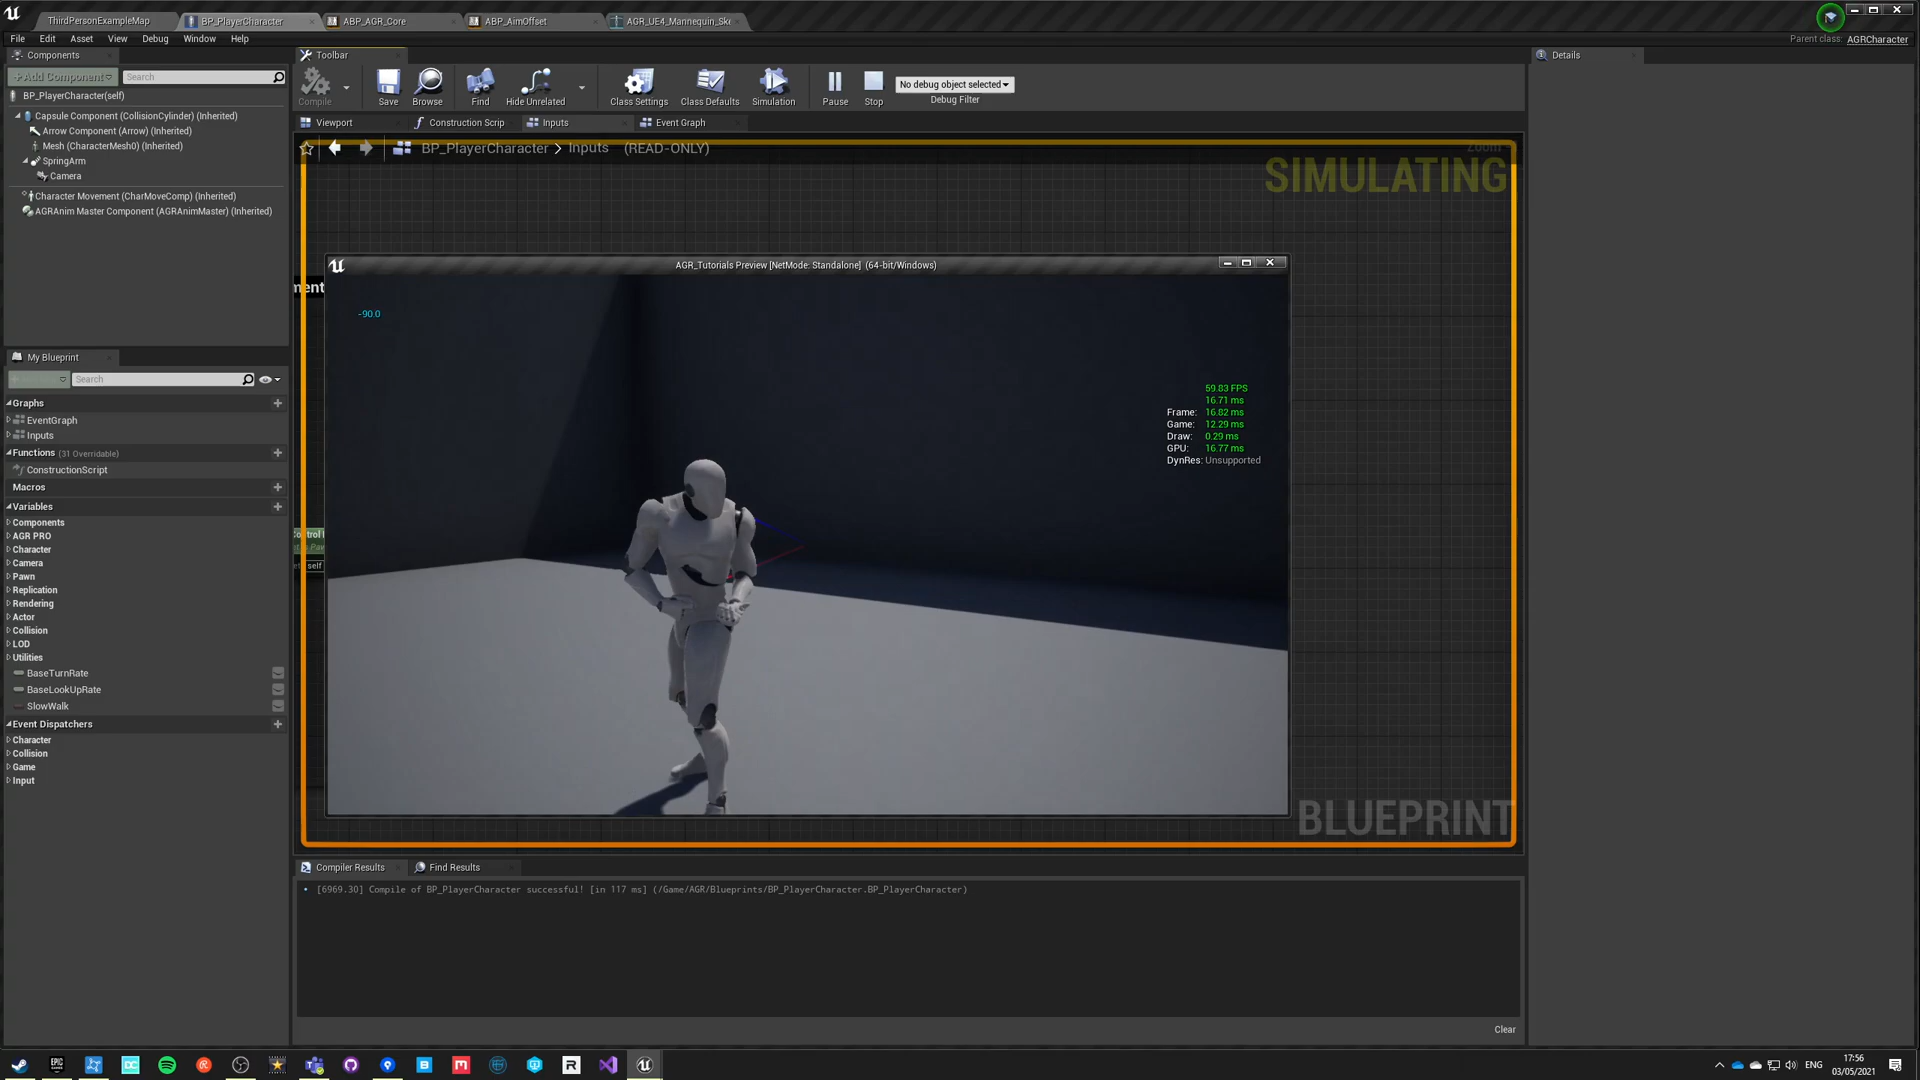 ThirdPersonExampleMap
BP_PlayerCharacter
ABP_AGR_Core
ABP_AimOffset
AGR_UE4_Mannequin_Ske
File Edit Asset View Debug Window Help
Parent class: AGRCharacter
Components
+Add Component
Search
BP_PlayerCharacter(self)
Capsule Component (CollisionCylinder) (Inherited)
Arrow Component (Arrow) (Inherited)
Mesh (CharacterMesh0) (Inherited)
SpringArm
Camera
Character Movement (CharMoveComp) (Inherited)
AGRAnim Master Component (AGRAnimMaster) (Inherited)
My Blueprint
Search
Graphs
EventGraph
Inputs
Functions (31 Overridable)
ConstructionScript
Macros
Variables
Components
AGR PRO
Character
Camera
Pawn
Replication
Rendering
Actor
Collision
LOD
Utilities
BaseTurnRate
BaseLookUpRate
SlowWalk
Event Dispatchers
Character
Collision
Game
Input
Toolbar
Compile
Save
Browse
Find
Hide Unrelated
Class Settings
Class Defaults
Simulation
Pause
Stop
No debug object selected
Debug Filter
Viewport
Construction Scrip
Inputs
Event Graph
BP_PlayerCharacter > Inputs (READ-ONLY)
Zoom
SIMULATING
ment
self
AGR_Tutorials Preview [NetMode: Standalone] (64-bit/Windows)
-90.0
59.83 FPS
16.71 ms
Frame: 16.82 ms
Game: 12.29 ms
Draw: 0.29 ms
GPU: 16.77 ms
DynRes: Unsupported
BLUEPRINT
Compiler Results
Find Results
[6969.30] Compile of BP_PlayerCharacter successful! [in 117 ms] (/Game/AGR/Blueprints/BP_PlayerCharacter.BP_PlayerCharacter)
Clear
Details
ENG
17:56
03/05/2021